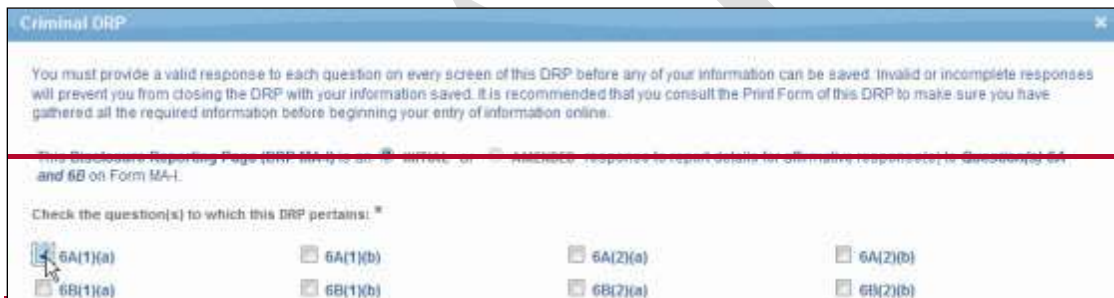 Criminal DRP
You must provide a valid response to each question on every screen of this DRP before any of your information can be saved. Invalid or incomplete responses
will prevent you from closing the DRP with your information saved. It is recommended that you consult the Print Form of this DRP to make sure you have
gathered all the required information before beginning your entry of information online.
This Disclosure Reporting Page (DRP MA-I) is an INITIAL or AMENDED response to report details for affirmative response(s) to Question(s) 6A
and 6B on Form MA-I.
Check the question(s) to which this DRP pertains: *
6A(1)(a) 6A(1)(b) 6A(2)(a) 6A(2)(b)
6B(1)(a) 6B(1)(b) 6B(2)(a) 6B(2)(b)